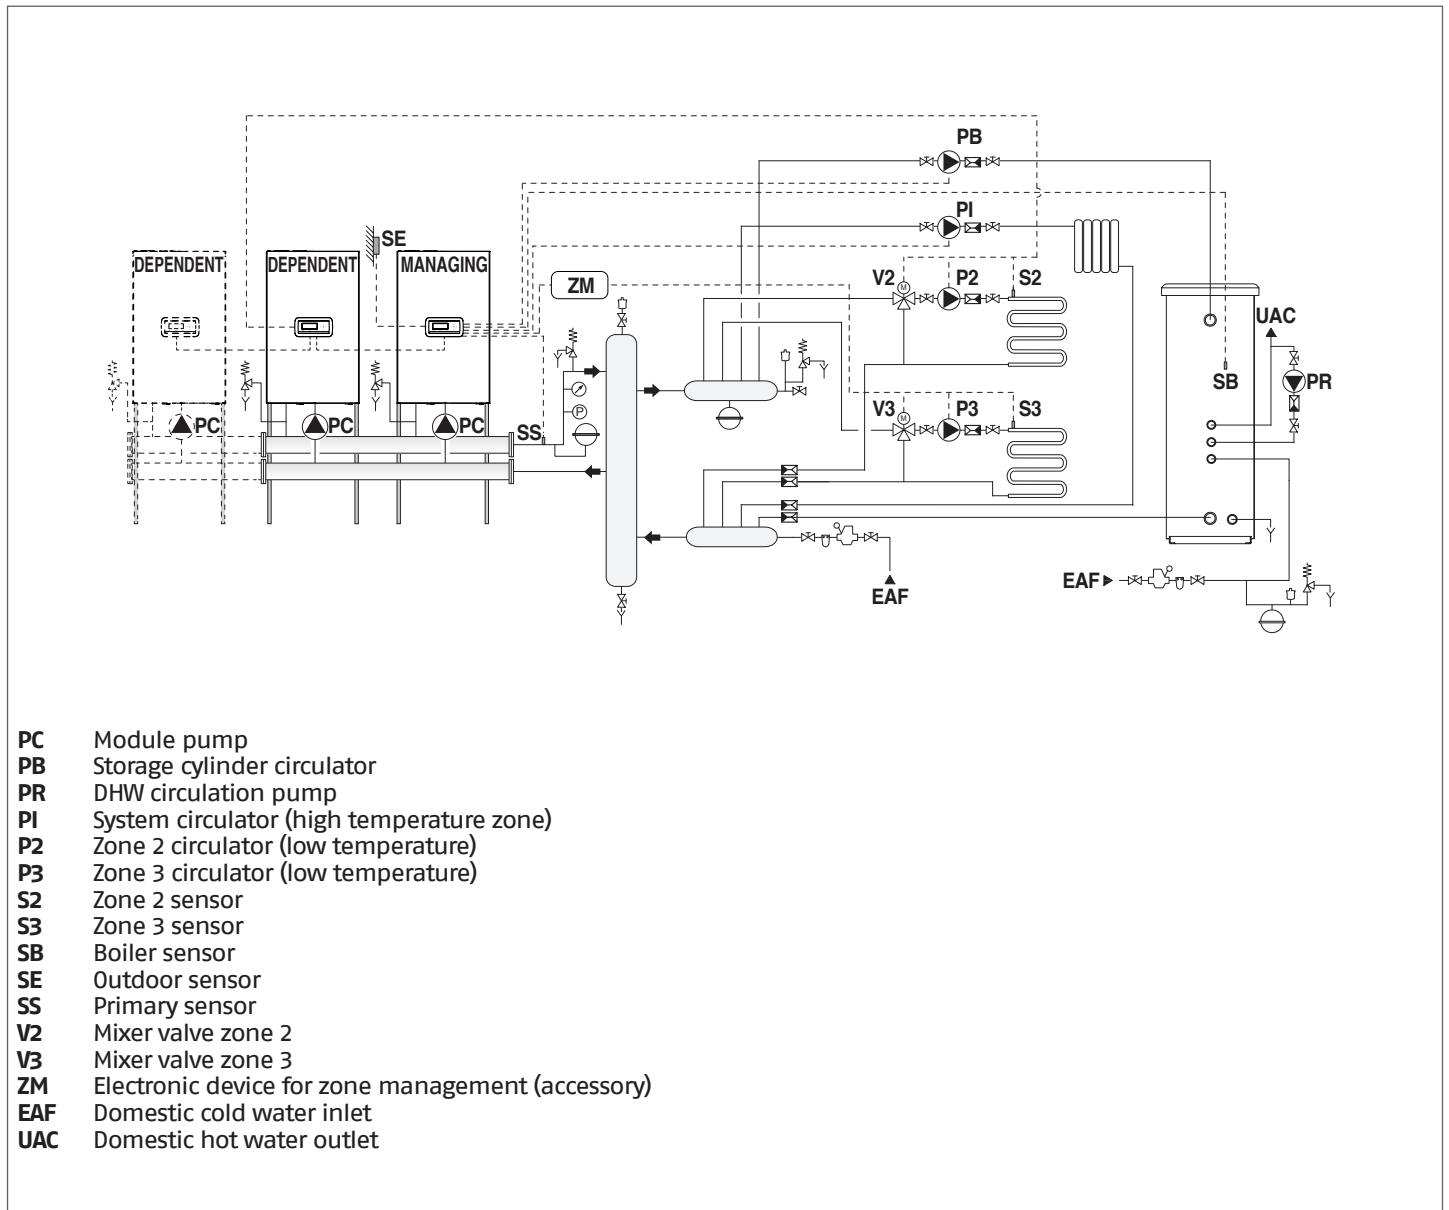 PB
PI
SE
DEPENDENT DEPENDENT MANAGING
ZM
V2 P2 S2
M
UAC
SB PR
V3 P3 S3
M
PC PC PC SS
P
EAF
EAF
PC Module pump
PB Storage cylinder circulator
PR DHW circulation pump
PI System circulator (high temperature zone)
P2 Zone 2 circulator (low temperature)
P3 Zone 3 circulator (low temperature)
S2 Zone 2 sensor
S3 Zone 3 sensor
SB Boiler sensor
SE Outdoor sensor
SS Primary sensor
V2 Mixer valve zone 2
V3 Mixer valve zone 3
ZM Electronic device for zone management (accessory)
EAF Domestic cold water inlet
UAC Domestic hot water outlet